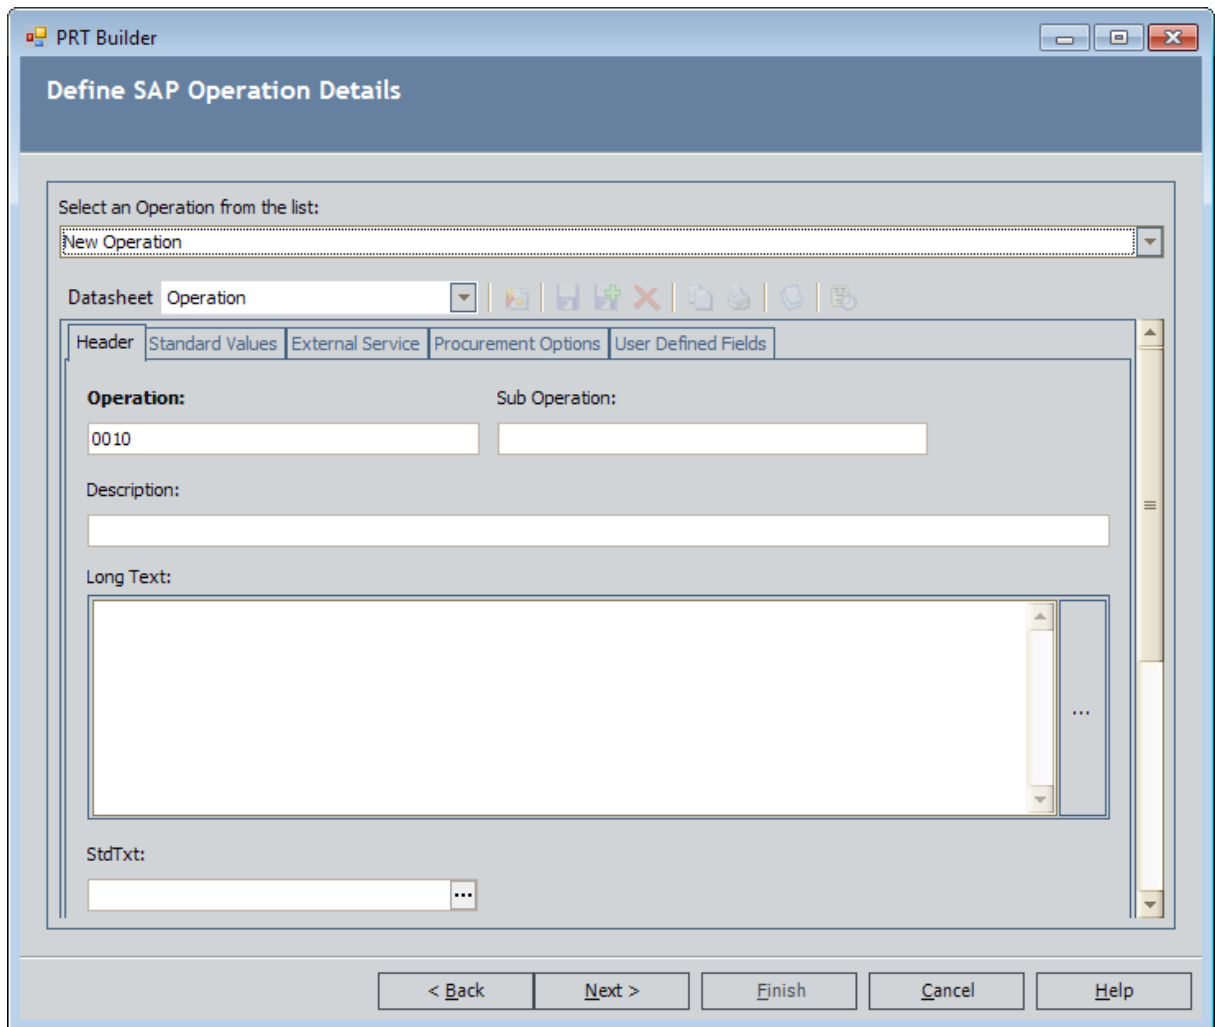 PRT Builder
Define SAP Operation Details
Select an Operation from the list:
New Operation
Datasheet Operation
Header Standard Values External Service Procurement Options User Defined Fields
Operation: Sub Operation:
0010
Description:
Long Text:
...
StdTxt:
...
< Back Next > Finish Cancel Help